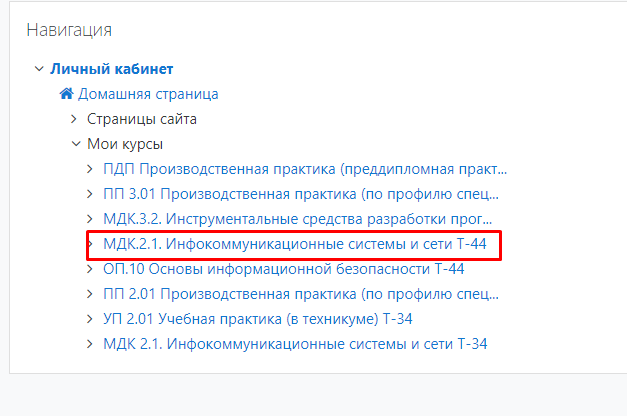 Навигация
Личный кабинет
Домашняя страница
Страницы сайта
Мои курсы
ПДП Производственная практика (преддипломная практ...
ПП 3.01 Производственная практика (по профилю спец...
МДК.3.2. Инструментальные средства разработки прог...
МДК.2.1. Инфокоммуникационные системы и сети Т-44
ОП.10 Основы информационной безопасности Т-44
ПП 2.01 Производственная практика (по профилю спец...
УП 2.01 Учебная практика (в техникуме) Т-34
МДК 2.1. Инфокоммуникационные системы и сети Т-34